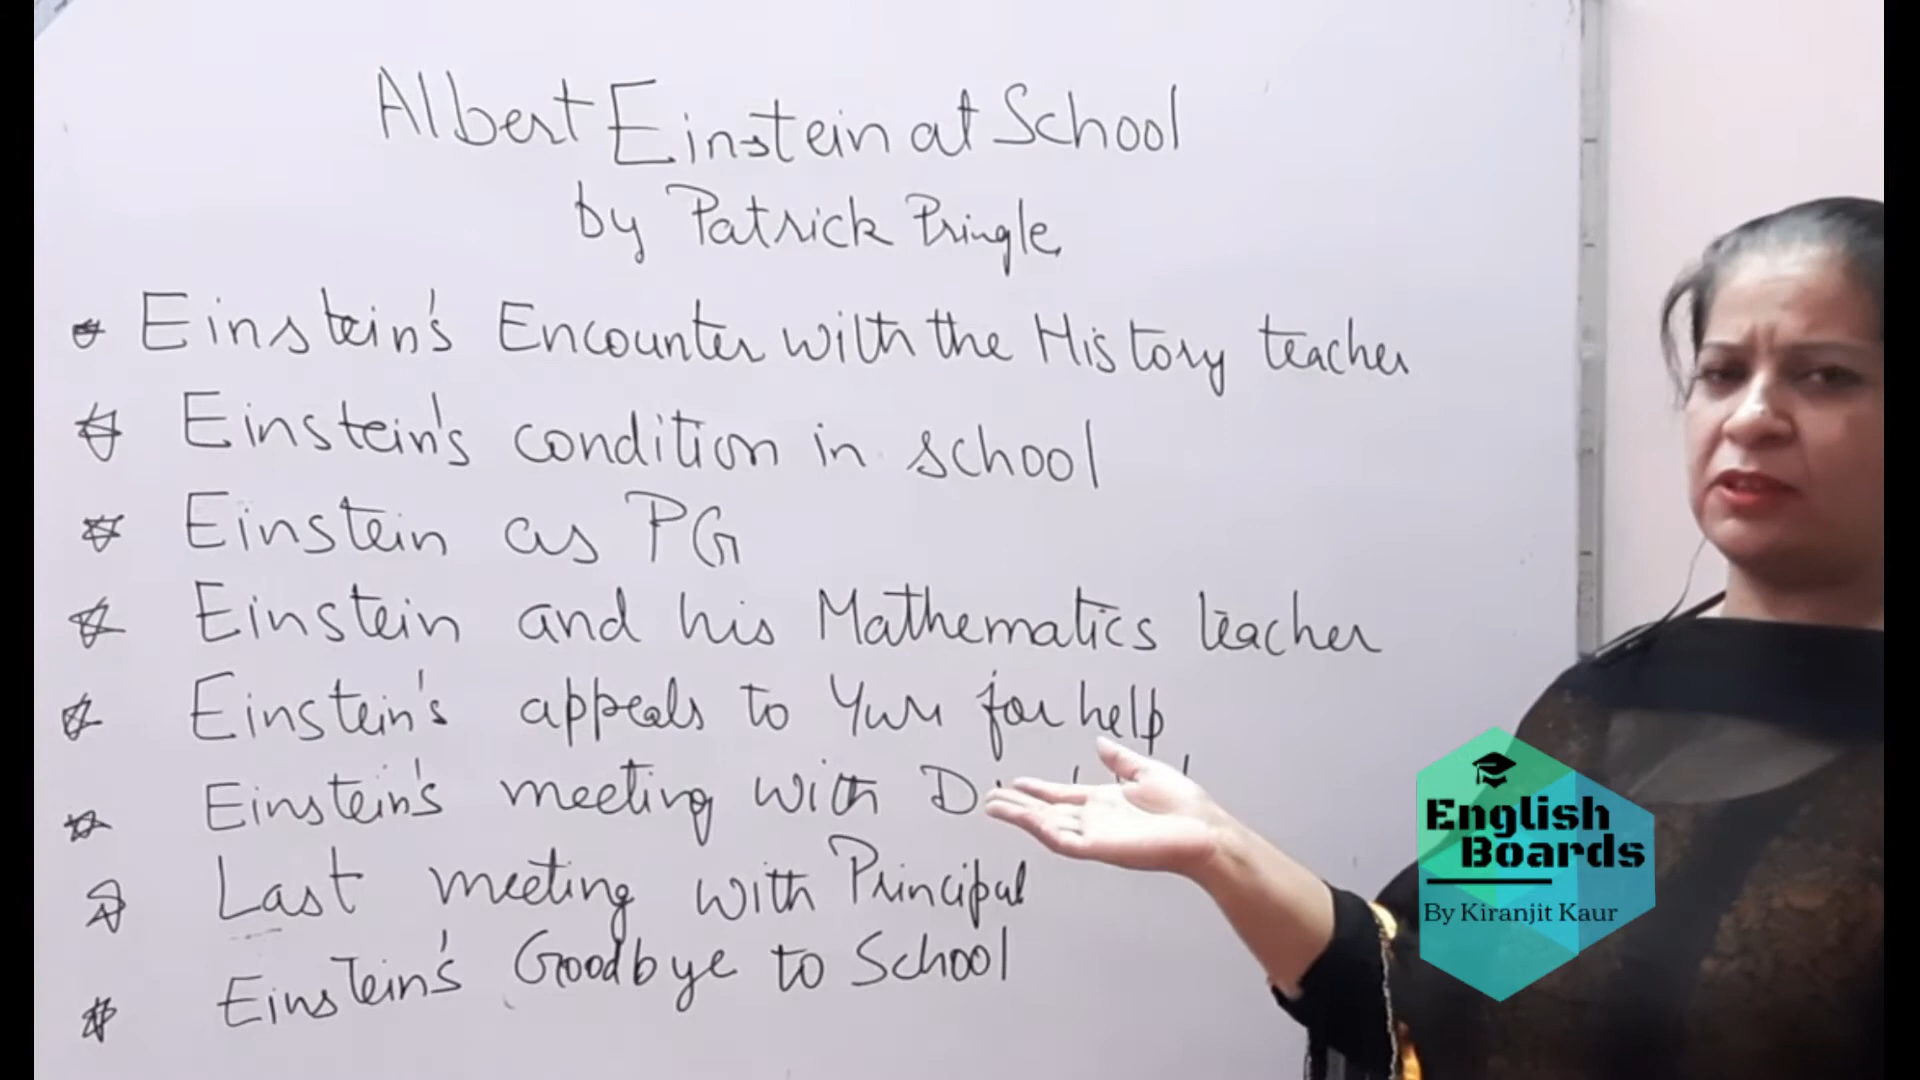 Albert Einstein at School
by Patrick Pringle
Einstein's Encounter with the History teacher
Einstein's condition in school
Einstein as PG
Einstein and his Mathematics teacher
Einstein's appeals to Yuri for help
Einstein's meeting with
Last meeting with Principal
Einstein's Goodbye to School
English
Boards
By Kiranjit Kaur